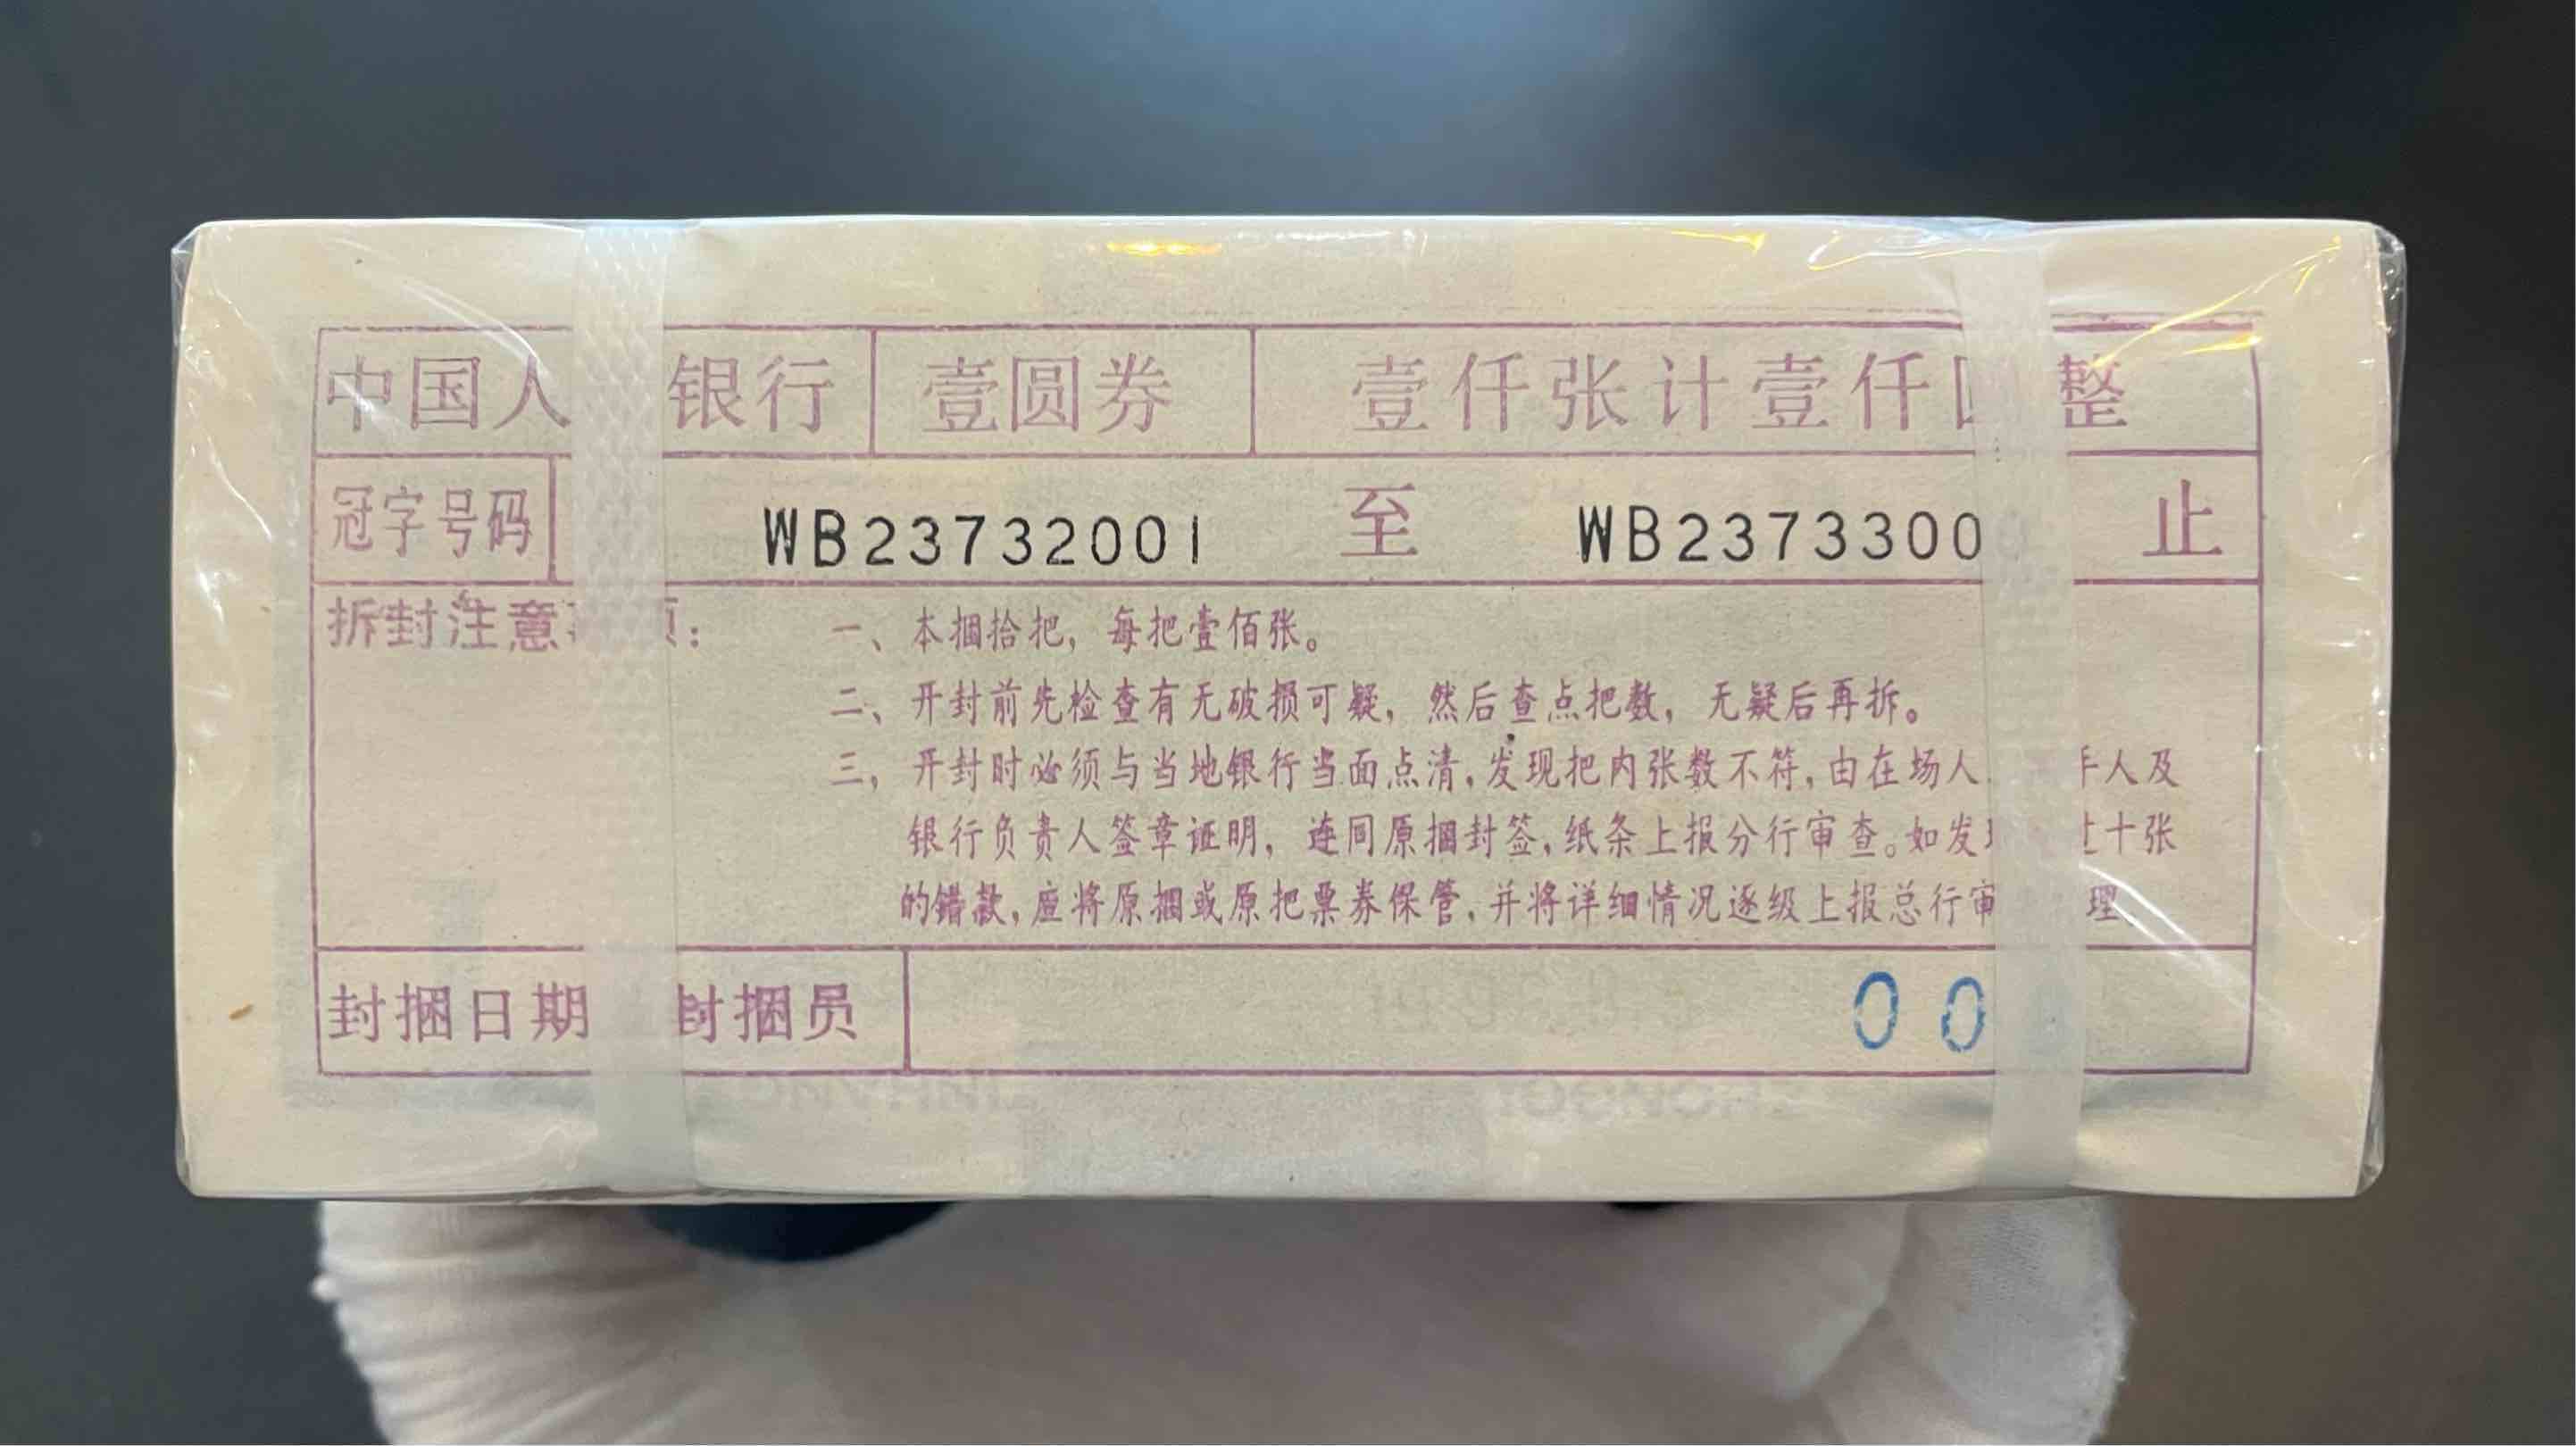 中国人 银行 壹圆券 壹仟张计壹仟 整
冠字号码 WB23732001 至 WB23733000 止
拆封注意 项： 一、本捆拾把，每把壹佰张。
二、开封前先检查有无破损可疑，然后查点把数，无疑后再拆。
三，开封时必须与当地银行当面点清，发现把内张数不符，由在场人 手人及
银行负责人签章证明，连同原捆封签，纸条上报分行审查。如发现 十张
的错款，应将原捆或原把票券保管，并将详细情况逐级上报总行审 理。
封捆日期 封捆员 00